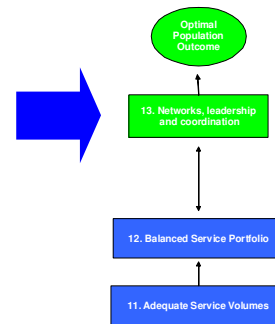 Optimal
Population
Outcome
13. Networks, leadership
and coordination
12. Balanced Service Portfolio
11. Adequate Service Volumes